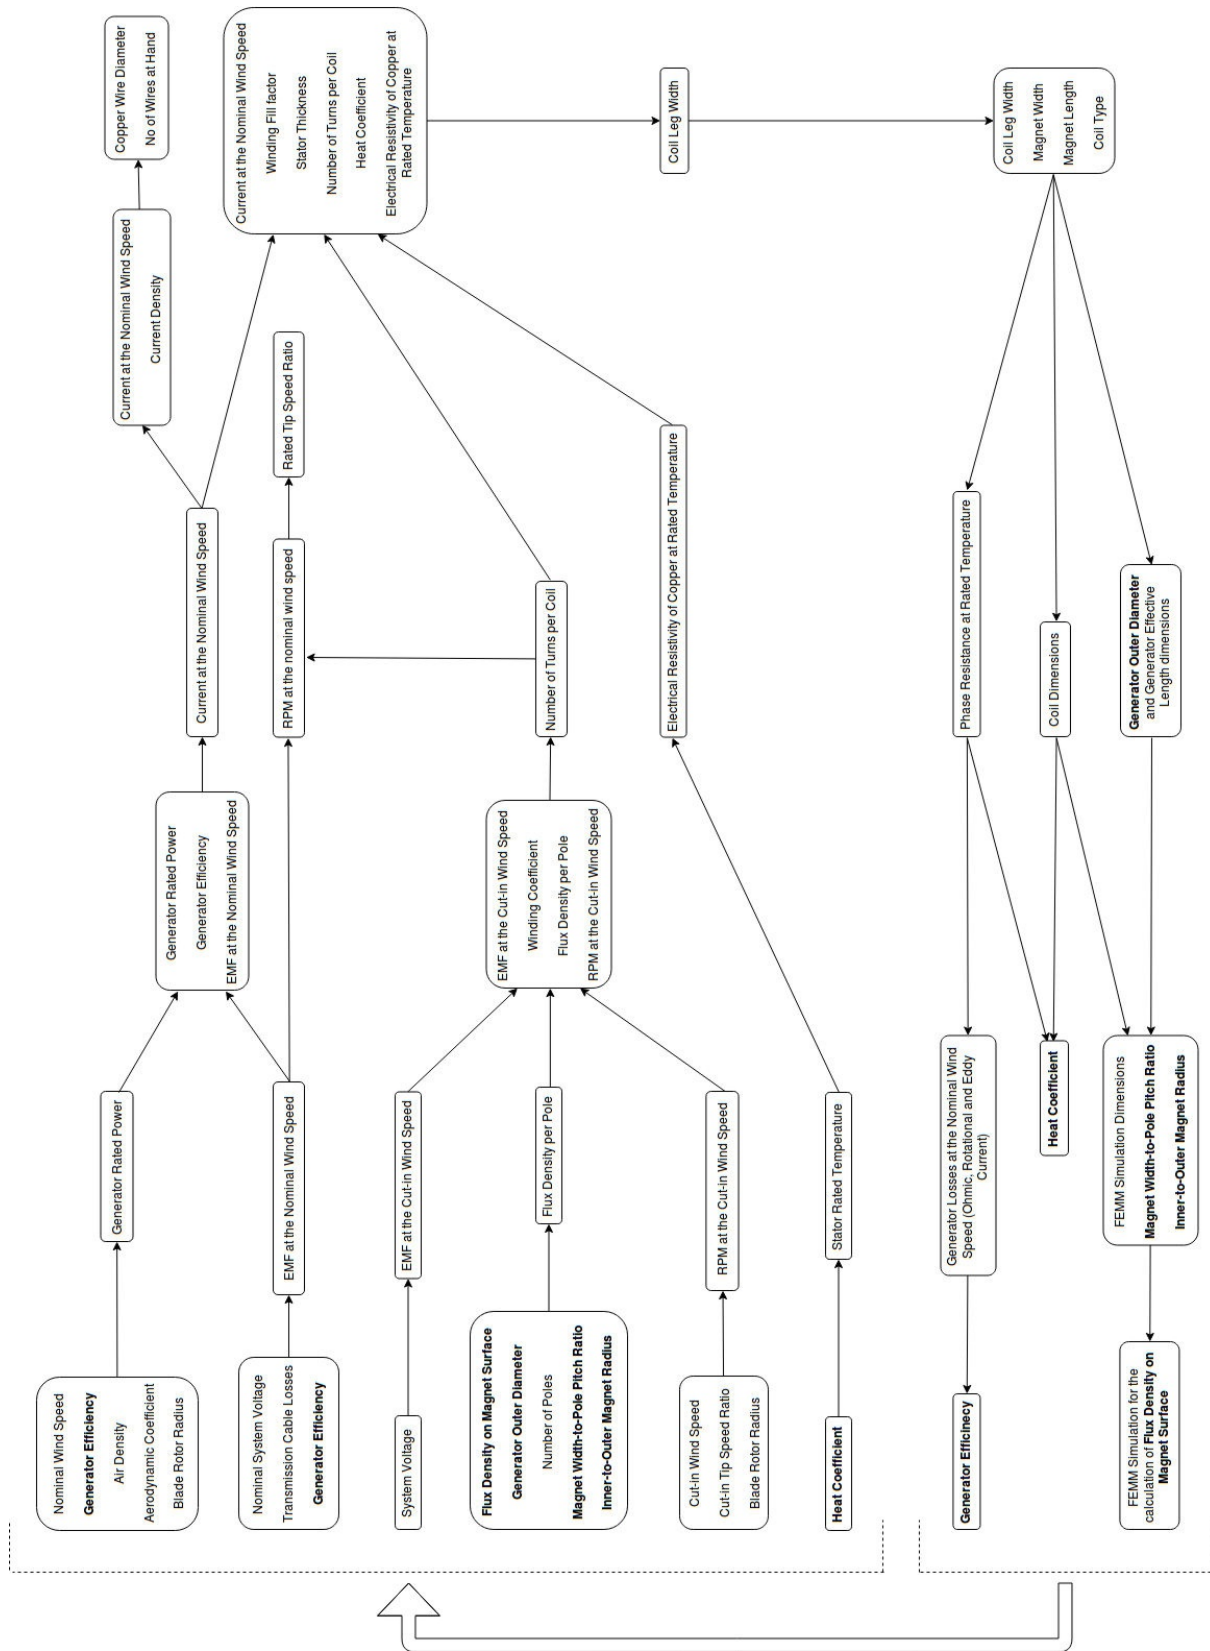 Nominal Wind Speed
Generator Efficiency
Air Density
Aerodynamic Coefficient
Blade Rotor Radius
Generator Rated Power
Nominal System Voltage
Transmission Cable Losses
Generator Efficiency
EMF at the Nominal Wind Speed
Generator Rated Power
Generator Efficiency
EMF at the Nominal Wind Speed
Current at the Nominal Wind Speed
Current at the Nominal Wind Speed
Current Density
Copper Wire Diameter
No of Wires at Hand
RPM at the nominal wind speed
Rated Tip Speed Ratio
System Voltage
EMF at the Cut-in Wind Speed
Flux Density on Magnet Surface
Generator Outer Diameter
Number of Poles
Magnet Width-to-Pole Pitch Ratio
Inner-to-Outer Magnet Radius
Flux Density per Pole
Cut-in Wind Speed
Cut-in Tip Speed Ratio
Blade Rotor Radius
RPM at the Cut-in Wind Speed
EMF at the Cut-in Wind Speed
Winding Coefficient
Flux Density per Pole
RPM at the Cut-in Wind Speed
Number of Turns per Coil
Heat Coefficient
Stator Rated Temperature
Electrical Resistivity of Copper at Rated Temperature
Current at the Nominal Wind Speed
Winding Fill factor
Stator Thickness
Number of Turns per Coil
Heat Coefficient
Electrical Resistivity of Copper at
Rated Temperature
Coil Leg Width
Coil Leg Width
Magnet Width
Magnet Length
Coil Type
Phase Resistance at Rated Temperature
Coil Dimensions
Generator Outer Diameter
and Generator Effective
Length dimensions
Generator Losses at the Nominal Wind
Speed (Ohmic, Rotational and Eddy
Current)
Heat Coefficient
FEMM Simulation Dimensions
Magnet Width-to-Pole Pitch Ratio
Inner-to-Outer Magnet Radius
Generator Efficinecy
FEMM Simulation for the
calculation of Flux Density on
Magnet Surface